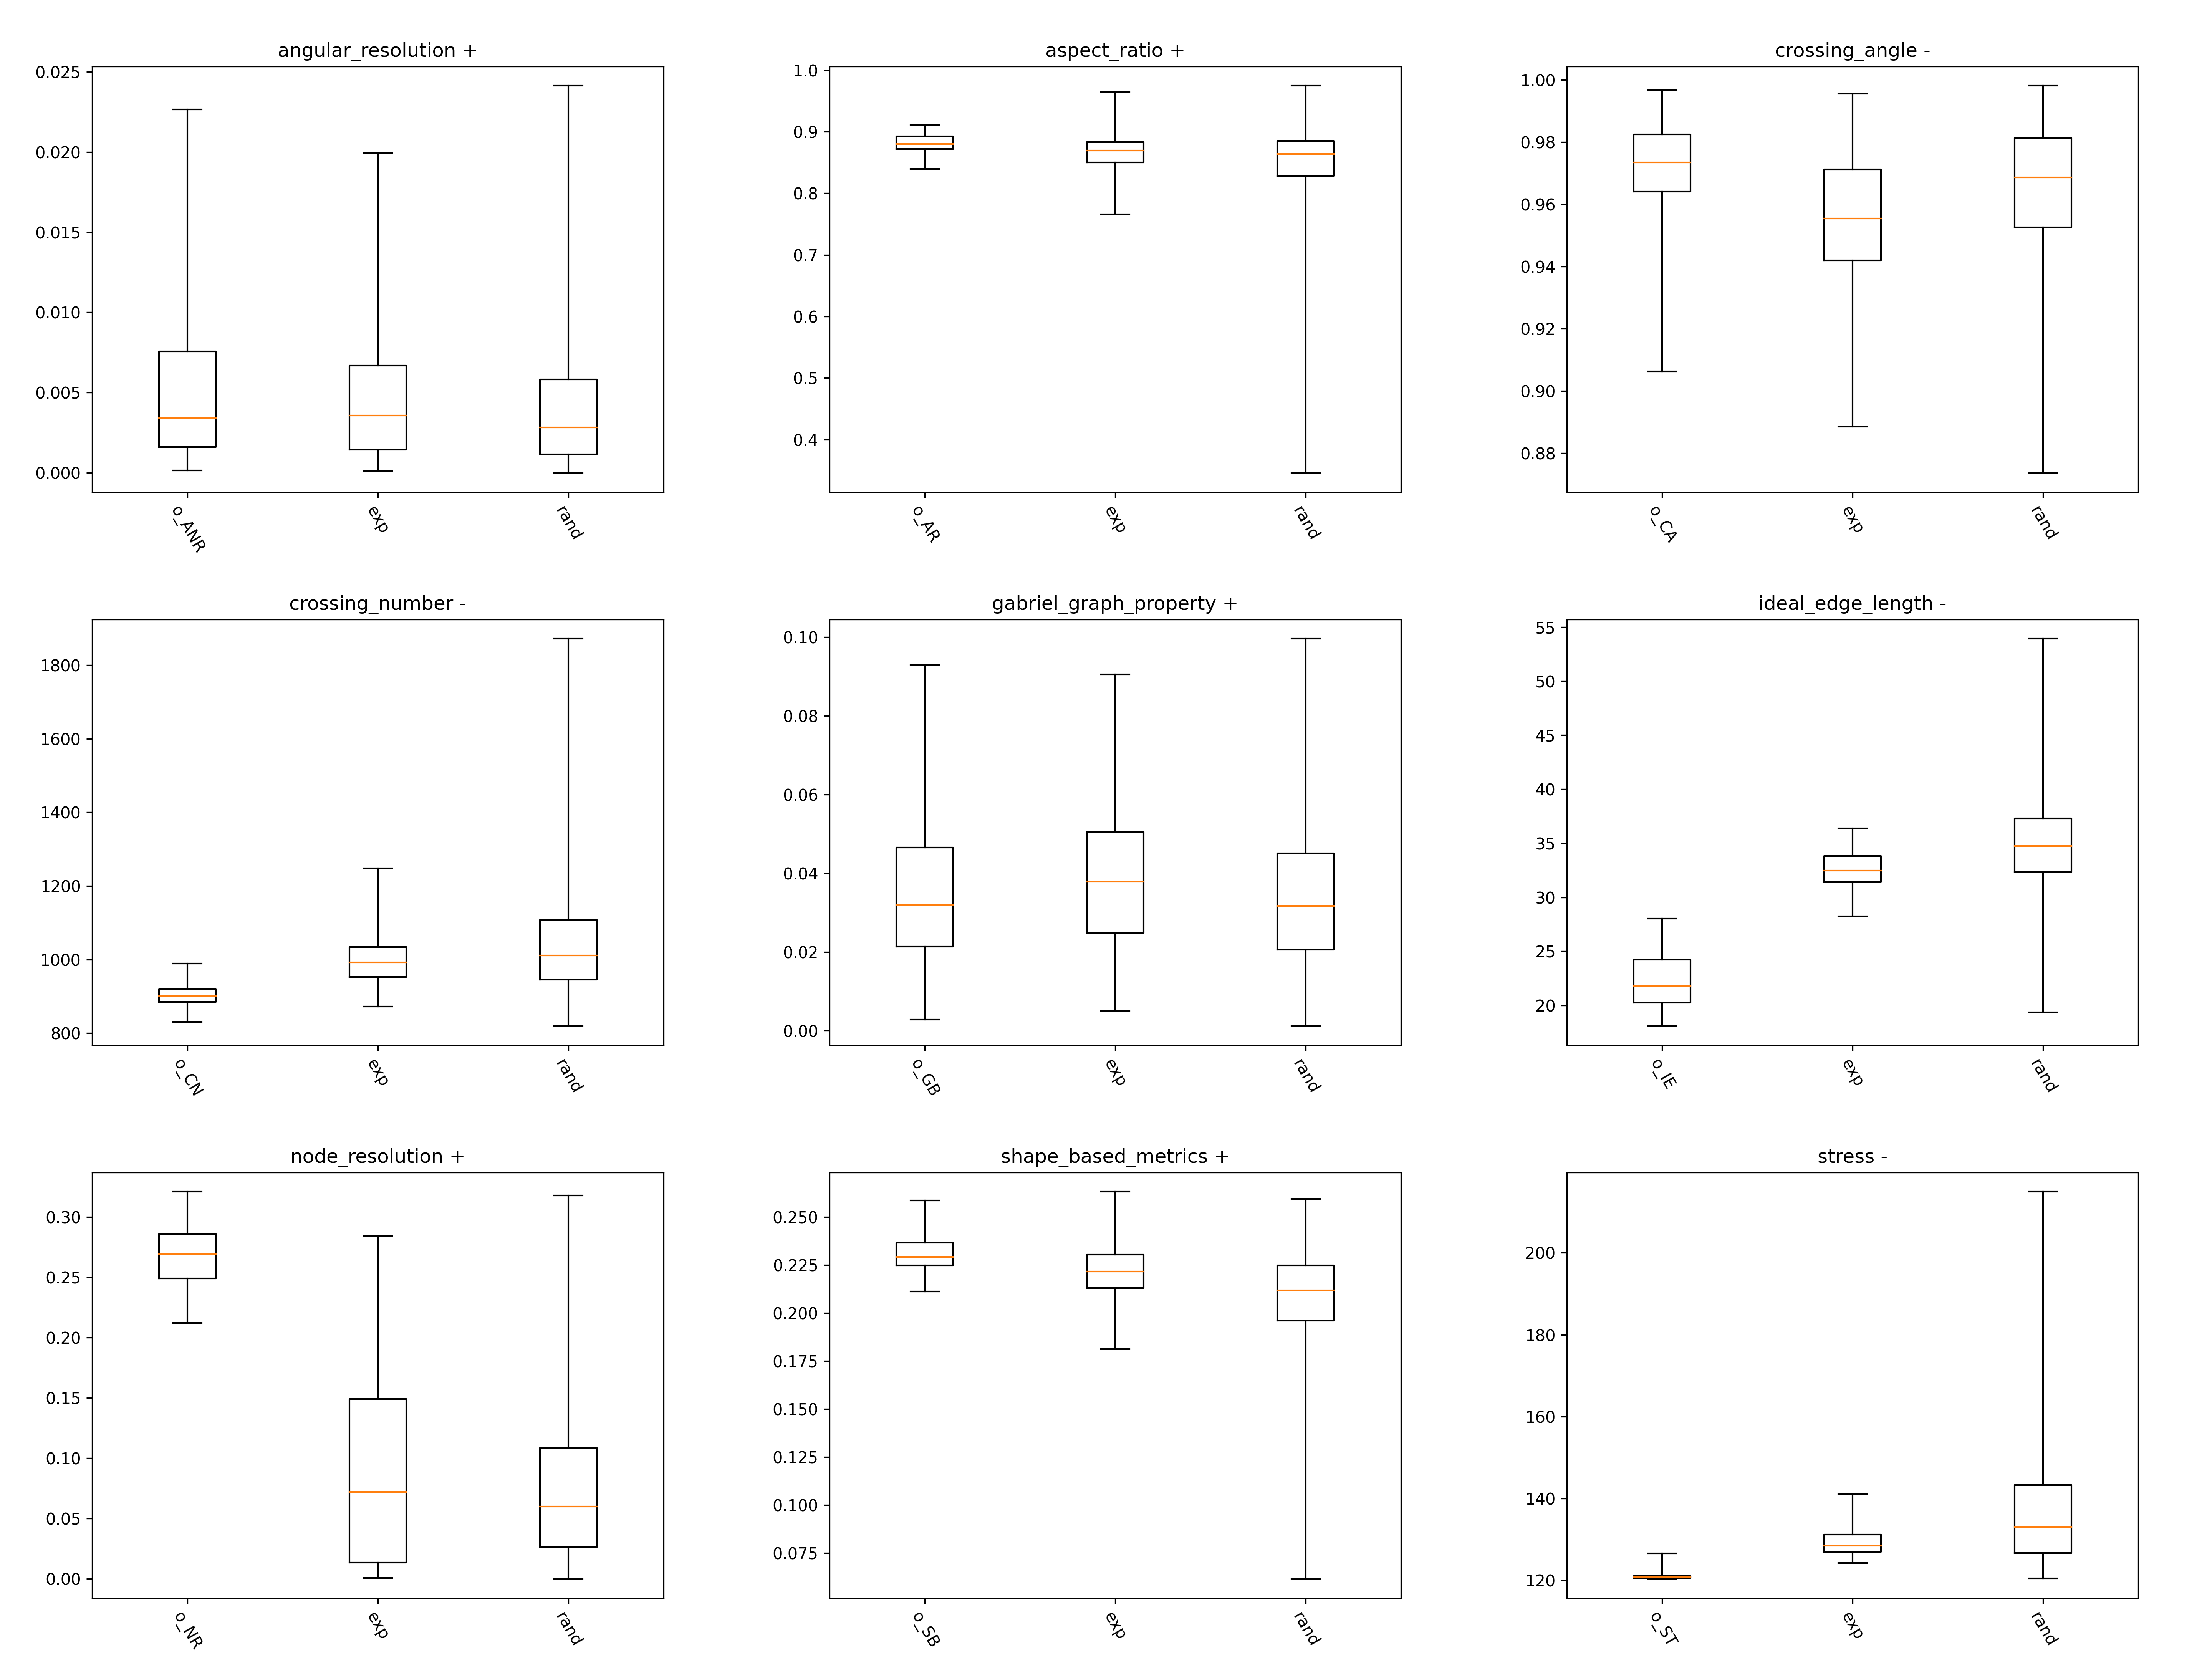 angular_resolution +
0.025
0.020
0.015
0.010
0.005
0.000
o_ANR
exp
rand
aspect_ratio +
1.0
0.9
0.8
0.7
0.6
0.5
0.4
o_AR
exp
rand
crossing_angle -
1.00
0.98
0.96
0.94
0.92
0.90
0.88
o_CA
exp
rand
crossing_number -
1800
1600
1400
1200
1000
800
o_CN
exp
rand
gabriel_graph_property +
0.10
0.08
0.06
0.04
0.02
0.00
o_GB
exp
rand
ideal_edge_length -
55
50
45
40
35
30
25
20
o_IE
exp
rand
node_resolution +
0.30
0.25
0.20
0.15
0.10
0.05
0.00
o_NR
exp
rand
shape_based_metrics +
0.250
0.225
0.200
0.175
0.150
0.125
0.100
0.075
o_SB
exp
rand
stress -
200
180
160
140
120
o_ST
exp
rand